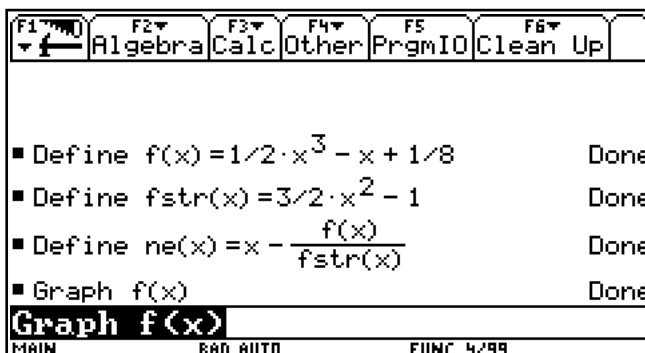 F1 F2 F3 F4 F5 F6
Algebra Calc Other PrgmIO Clean Up
▪ Define f(x)=1/2·x^3 − x + 1/8 Done
▪ Define fstr(x)=3/2·x^2 − 1 Done
▪ Define ne(x)=x − f(x)/fstr(x) Done
▪ Graph f(x) Done
Graph f(x)
MAIN RAD AUTO FUNC 4/99